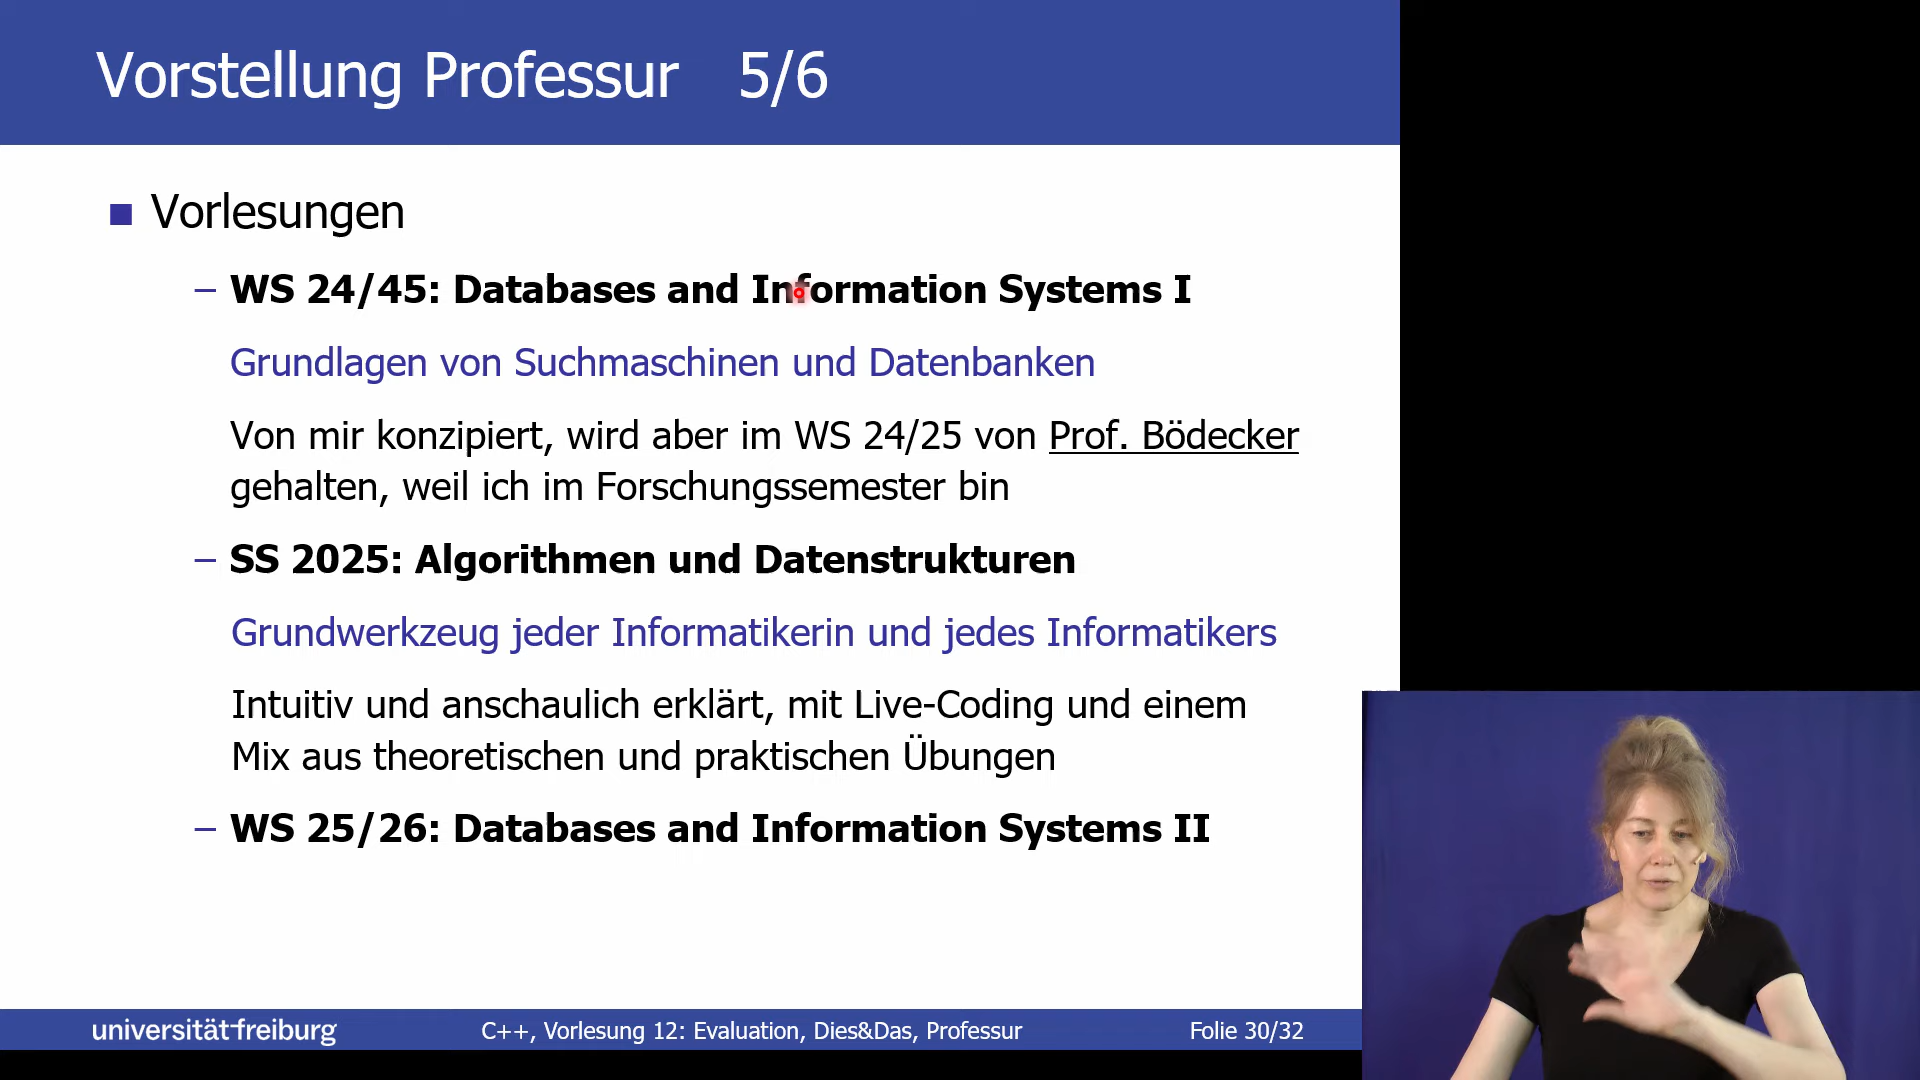 Vorstellung Professur 5/6
Vorlesungen
– WS 24/45: Databases and Information Systems I
Grundlagen von Suchmaschinen und Datenbanken
Von mir konzipiert, wird aber im WS 24/25 von Prof. Bödecker
gehalten, weil ich im Forschungssemester bin
– SS 2025: Algorithmen und Datenstrukturen
Grundwerkzeug jeder Informatikerin und jedes Informatikers
Intuitiv und anschaulich erklärt, mit Live-Coding und einem
Mix aus theoretischen und praktischen Übungen
– WS 25/26: Databases and Information Systems II
universität freiburg
C++, Vorlesung 12: Evaluation, Dies&Das, Professur
Folie 30/32